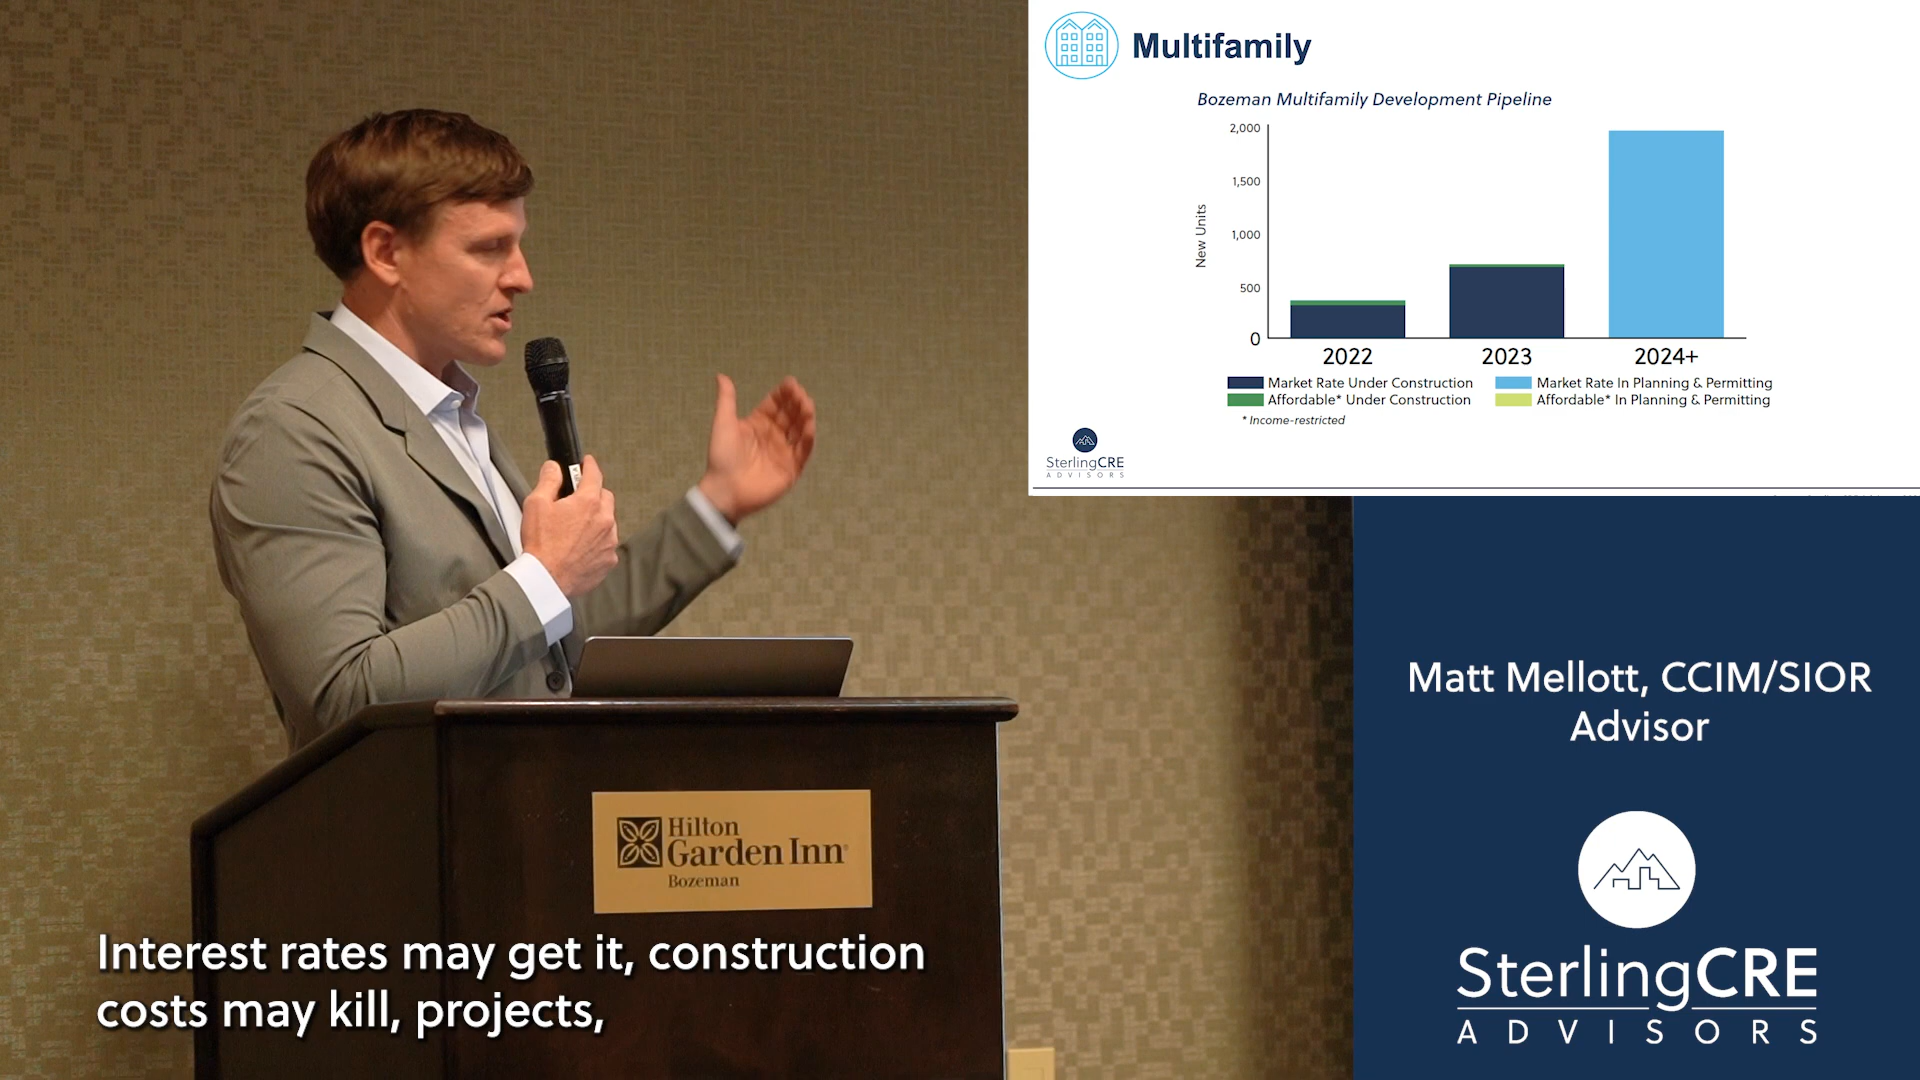 Multifamily
Bozeman Multifamily Development Pipeline
2,000
1,500
1,000
500
0
New Units
2022
2023
2024+
Market Rate Under Construction
Market Rate In Planning & Permitting
Affordable* Under Construction
Affordable* In Planning & Permitting
* Income-restricted
SterlingCRE
ADVISORS
Matt Mellott, CCIM/SIOR
Advisor
SterlingCRE
ADVISORS
Hilton
Garden Inn
Bozeman
Interest rates may get it, construction
costs may kill, projects,